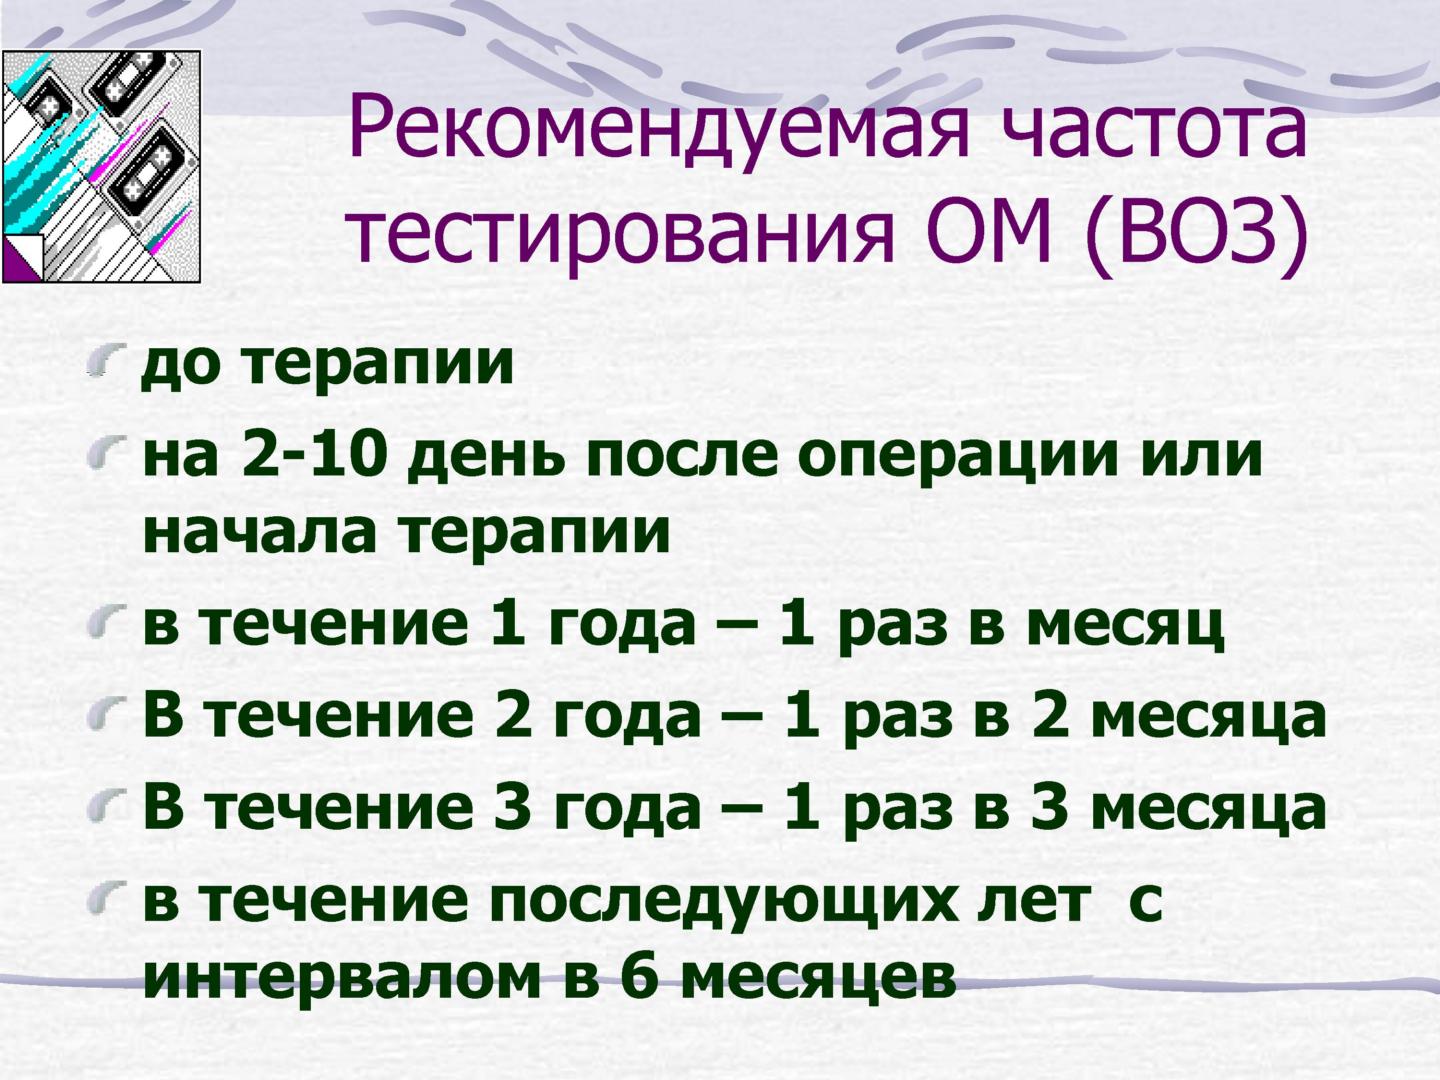 Рекомендуемая частота
тестирования ОМ (ВОЗ)
до терапии
на 2-10 день после операции или
начала терапии
в течение 1 года – 1 раз в месяц
В течение 2 года – 1 раз в 2 месяца
В течение 3 года – 1 раз в 3 месяца
в течение последующих лет  с
интервалом в 6 месяцев